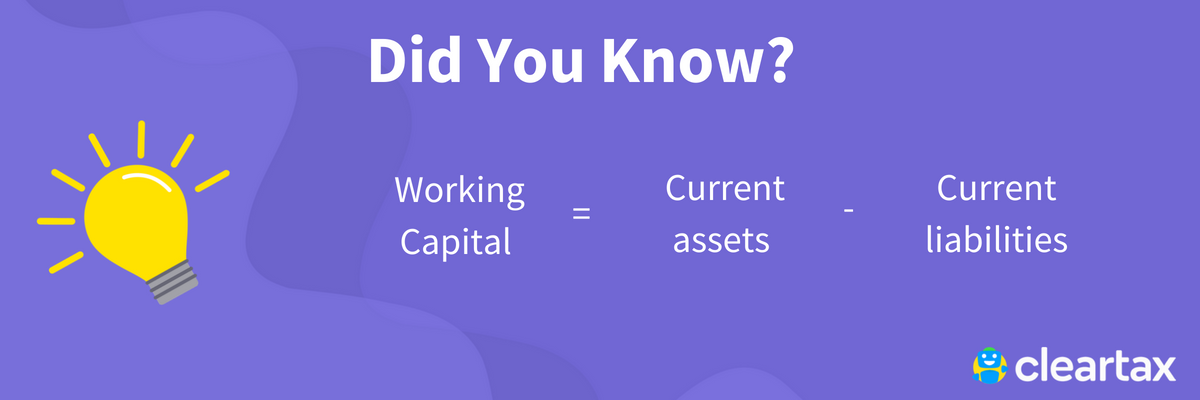 Did You Know?
Working Capital = Current assets - Current liabilities
cleartax